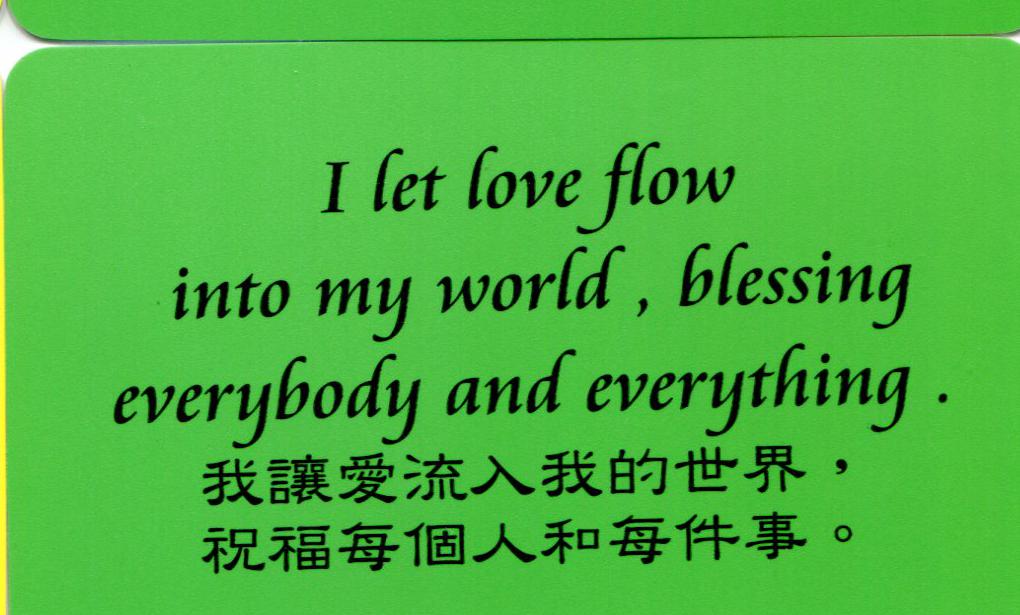 I let love flow
into my world , blessing
everybody and everything .
我讓愛流入我的世界，
祝福每個人和每件事。